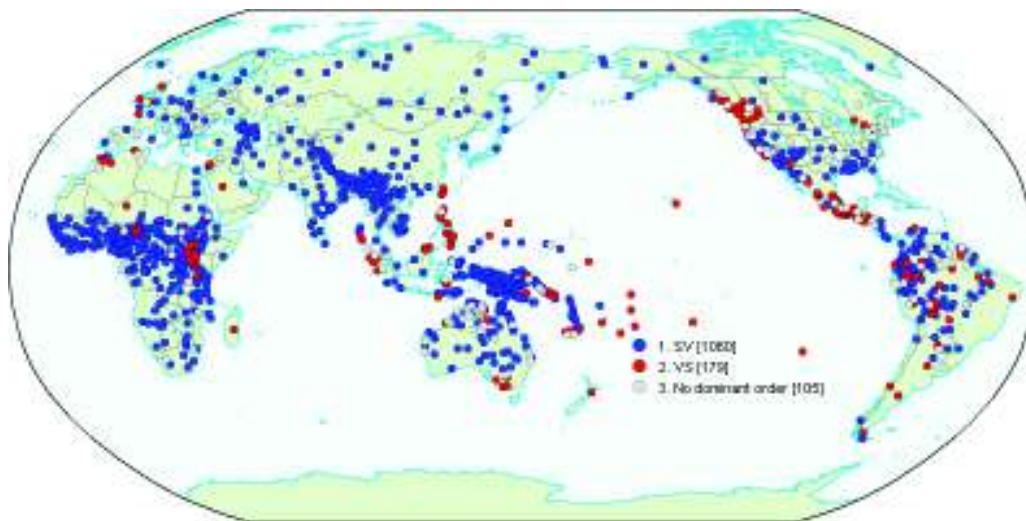 1. SV [1060]
2. VS [179]
3. No dominant order [105]